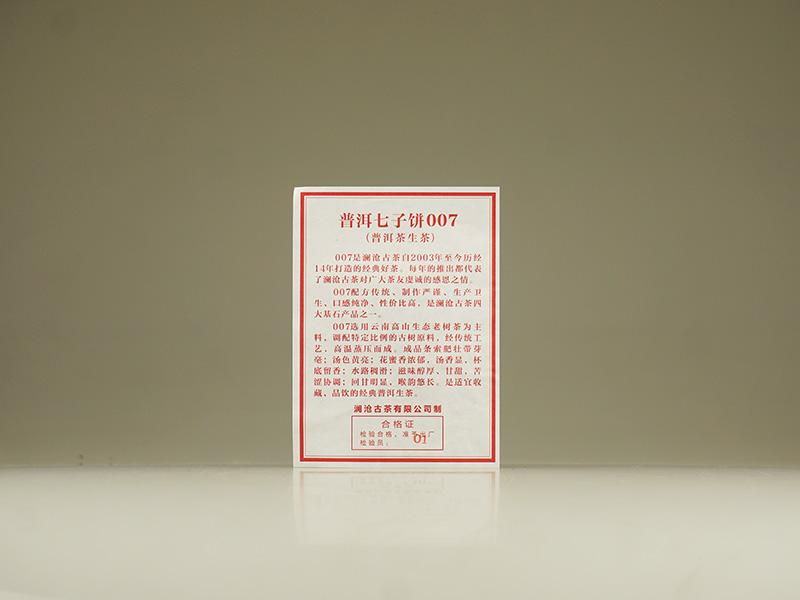 普洱七子饼007
(普洱茶生茶)
007是澜沧古茶自2003年至今历经
14年打造的经典好茶。每年的推出都代表
了澜沧古茶对广大茶友虔诚的感恩之情。
007配方传统、制作严谨、生产卫
生、口感纯净、性价比高，是澜沧古茶四
大基石产品之一。
007选用云南高山生态老树茶为主
料，调配特定比例的古树原料，经传统工
艺，高温蒸压而成。成品条索肥壮带芽
毫；汤色黄亮；花蜜香浓郁，汤香显，杯
底留香；水路稠滑；滋味醇厚、甘甜，苦
涩协调；回甘明显，喉韵悠长。是适宜收
藏、品饮的经典普洱生茶。
澜沧古茶有限公司制
合格证
检验合格，准予出厂
检验员：01